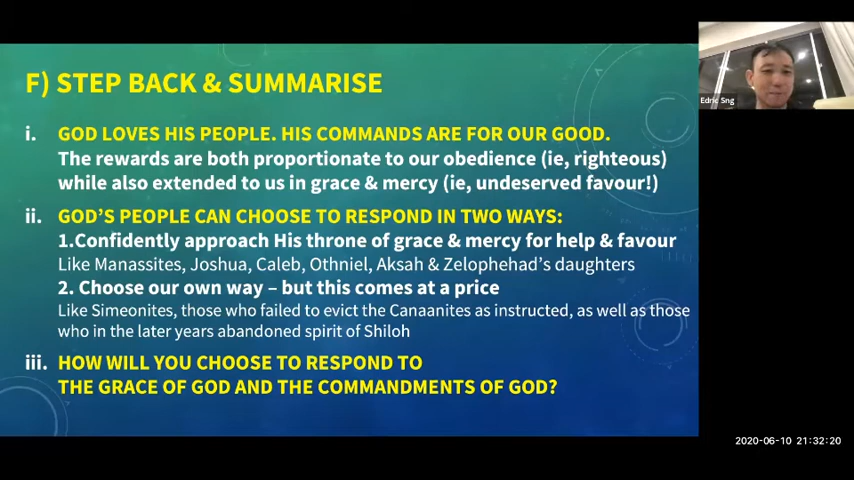 F) STEP BACK & SUMMARISE
Edric Sng
i. GOD LOVES HIS PEOPLE. HIS COMMANDS ARE FOR OUR GOOD.
The rewards are both proportionate to our obedience (ie, righteous)
while also extended to us in grace & mercy (ie, undeserved favour!)
ii. GOD'S PEOPLE CAN CHOOSE TO RESPOND IN TWO WAYS:
1.Confidently approach His throne of grace & mercy for help & favour
Like Manassites, Joshua, Caleb, Othniel, Aksah & Zelophehad's daughters
2. Choose our own way – but this comes at a price
Like Simeonites, those who failed to evict the Canaanites as instructed, as well as those
who in the later years abandoned spirit of Shiloh
iii. HOW WILL YOU CHOOSE TO RESPOND TO
THE GRACE OF GOD AND THE COMMANDMENTS OF GOD?
2020-06-10 21:32:20